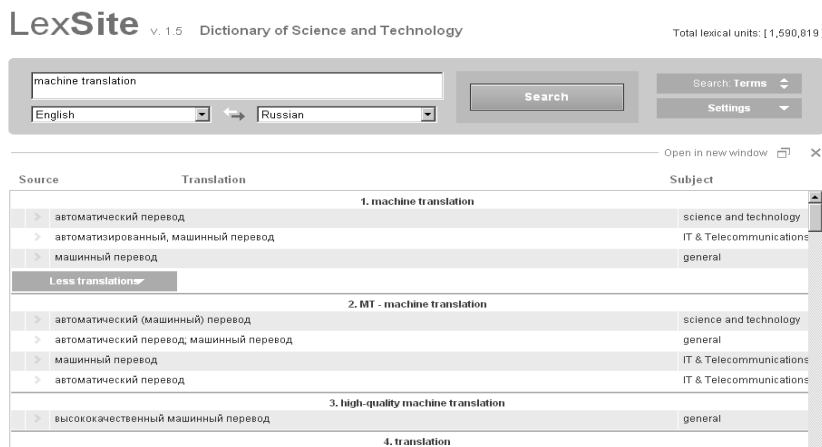 LexSite v. 1.5 Dictionary of Science and Technology
Total lexical units: [ 1,590,819
machine translation
Search
Search: Terms
English
Russian
Settings
Open in new window
Source Translation Subject
1. machine translation
автоматический перевод science and technology
автоматизированный, машинный перевод IT & Telecommunications
машинный перевод general
Less translations
2. MT - machine translation
автоматический (машинный) перевод science and technology
автоматический перевод; машинный перевод general
машинный перевод IT & Telecommunications
автоматический перевод IT & Telecommunications
3. high-quality machine translation
высококачественный машинный перевод general
4. translation